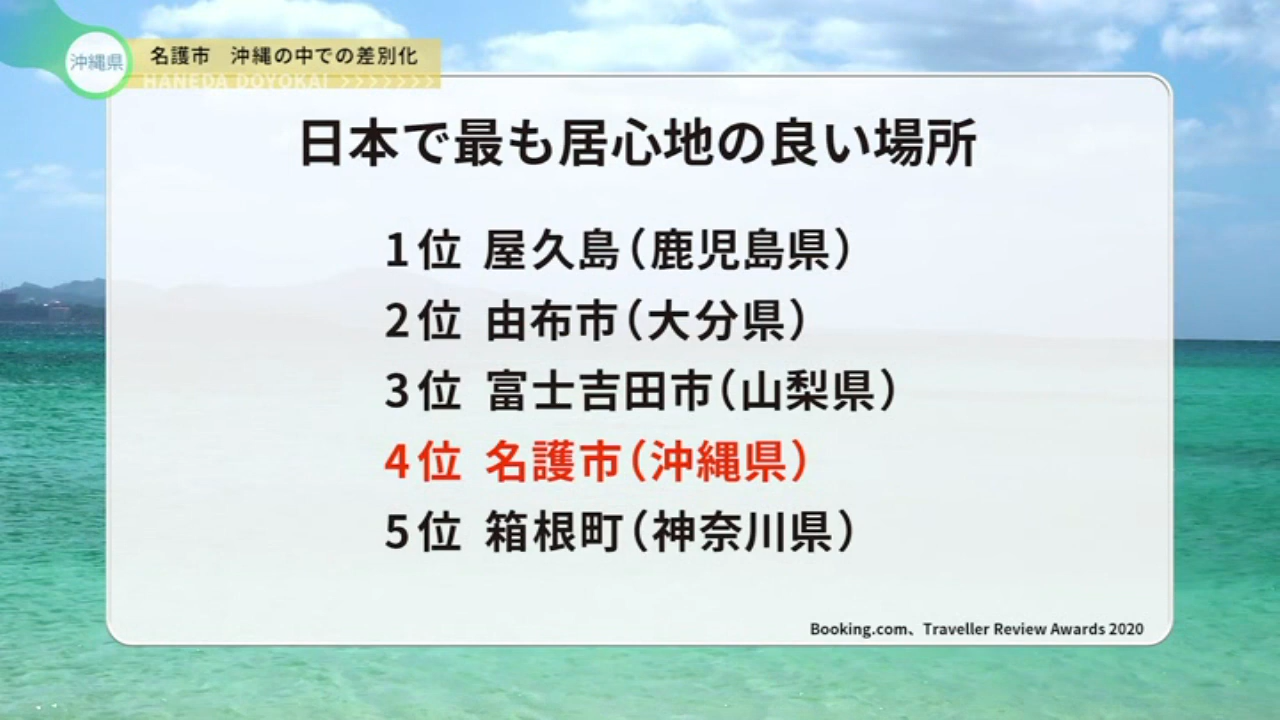 沖縄県
名護市 沖縄の中での差別化
HANEDA DOYOKAI >>>>>>>>
日本で最も居心地の良い場所
1位 屋久島(鹿児島県)
2位 由布市(大分県)
3位 富士吉田市(山梨県)
4位 名護市(沖縄県)
5位 箱根町(神奈川県)
Booking.com、Traveller Review Awards 2020